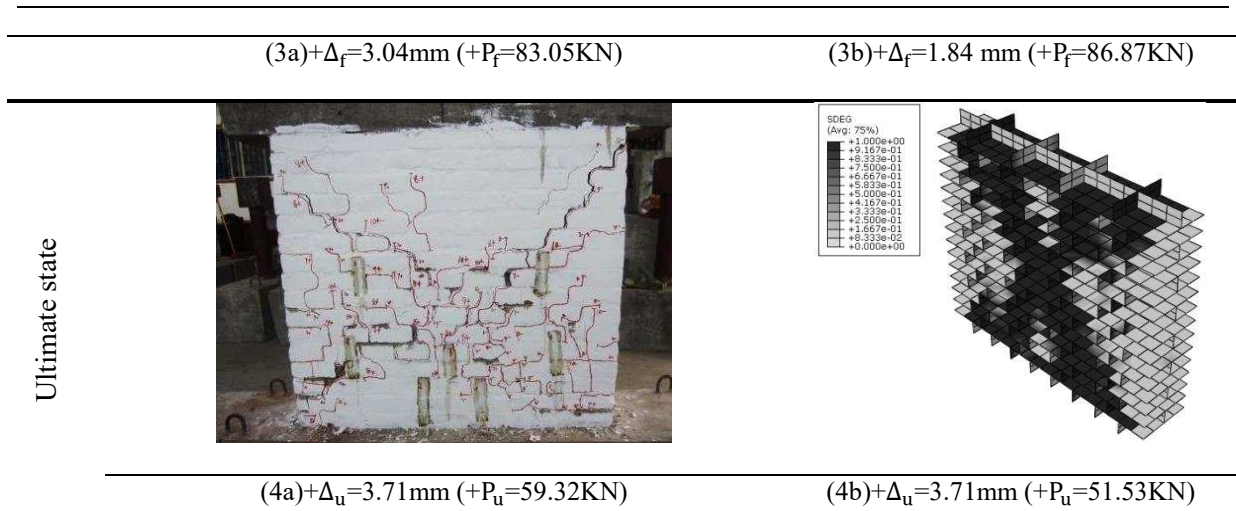 (3a)+Δf=3.04mm (+Pf=83.05KN) (3b)+Δf=1.84 mm (+Pf=86.87KN)
Ultimate state
SDEG
(Avg: 75%)
+1.000e+00
+9.167e-01
+8.333e-01
+7.500e-01
+6.667e-01
+5.833e-01
+5.000e-01
+4.167e-01
+3.333e-01
+2.500e-01
+1.667e-01
+8.333e-02
+0.000e+00
(4a)+Δu=3.71mm (+Pu=59.32KN) (4b)+Δu=3.71mm (+Pu=51.53KN)